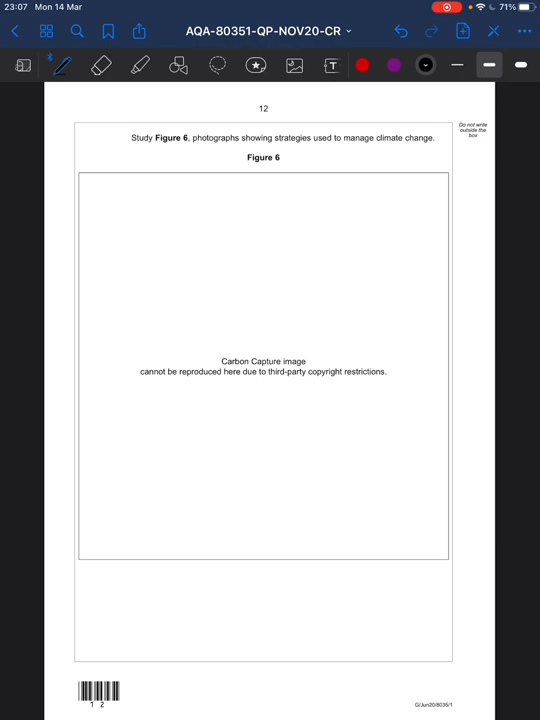 23:07 Mon 14 Mar
71%
AQA-80351-QP-NOV20-CR
T
12
Do not write
outside the
box
Study Figure 6, photographs showing strategies used to manage climate change.
Figure 6
Carbon Capture image
cannot be reproduced here due to third-party copyright restrictions.
1 2
G/Jun20/8035/1